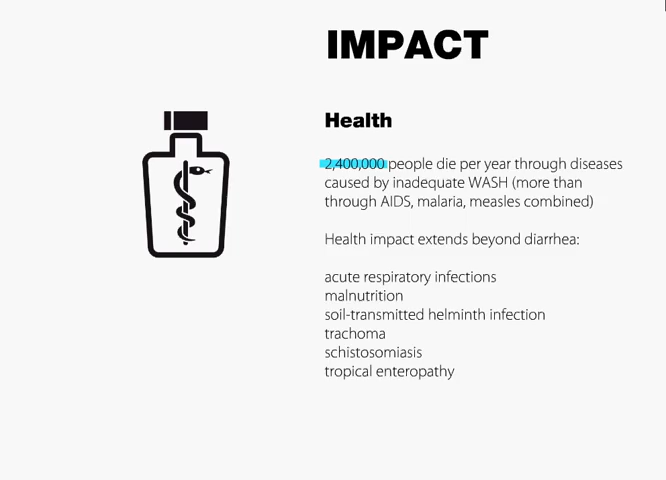 IMPACT
Health
2,400,000 people die per year through diseases
caused by inadequate WASH (more than
through AIDS, malaria, measles combined)
Health impact extends beyond diarrhea:
acute respiratory infections
malnutrition
soil-transmitted helminth infection
trachoma
schistosomiasis
tropical enteropathy